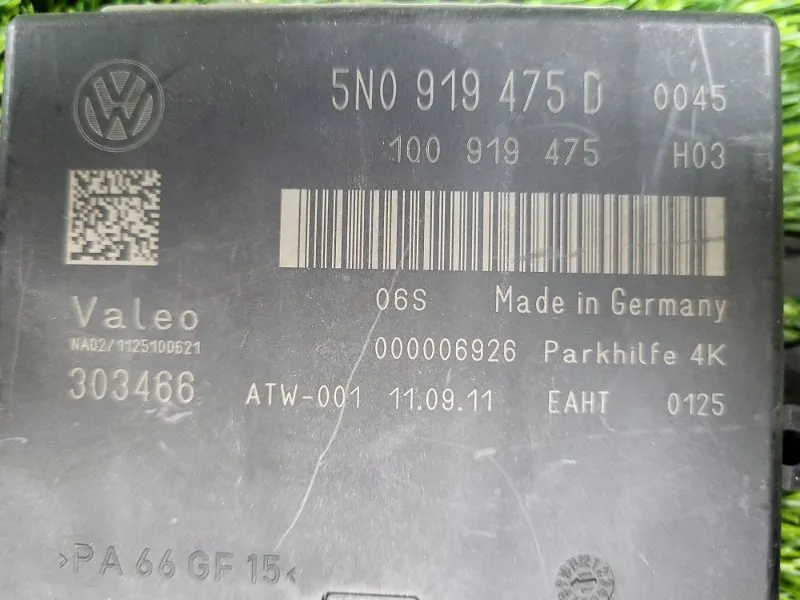 5N0 919 475 D 0045
1Q0 919 475 H03
06S Made in Germany
Valeo
NA02/1125100621
000006926 Parkhilfe 4K
303466
ATW-001 11.09.11 EAHT 0125
>PA 66 GF 15<